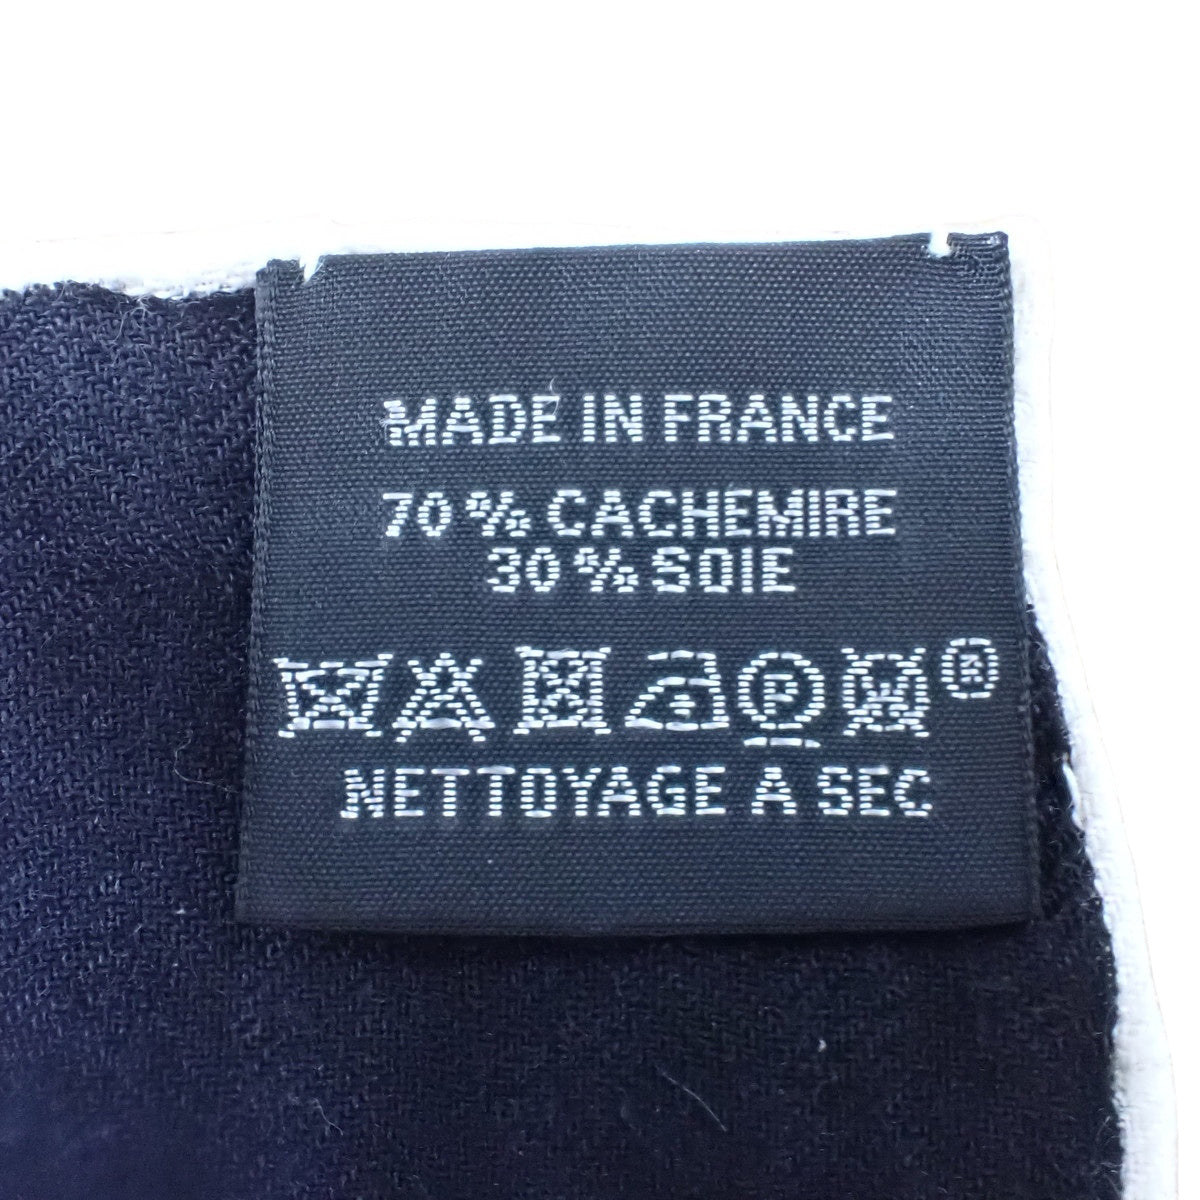 MADE IN FRANCE
70 % CACHEMIRE
30 % SOIE
P W ®
NETTOYAGE A SEC